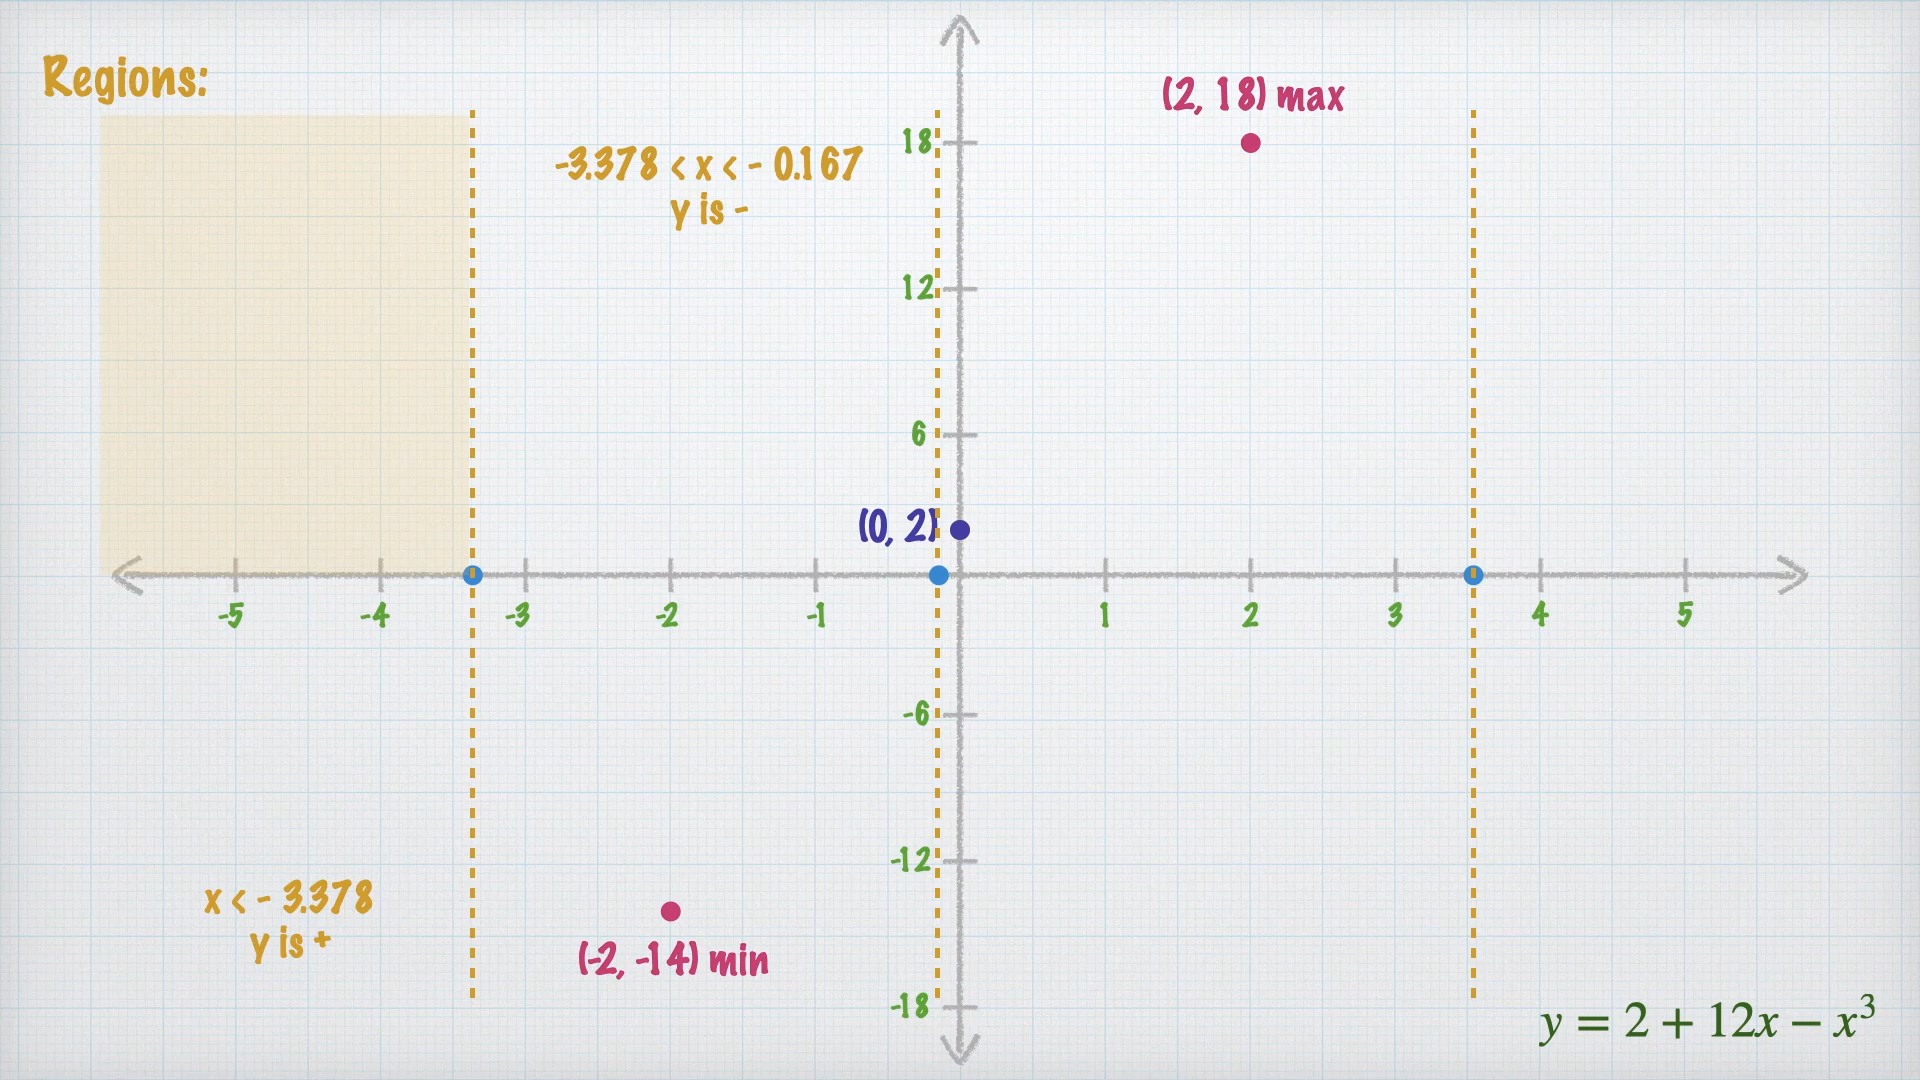 Regions:
(2, 18) max
18
-3.378 < x < - 0.167
y is -
12
6
(0, 2)
-5 -4 -3 -2 -1 1 2 3 4 5
-6
-12
x < - 3.378
y is +
(-2, -14) min
-18
y = 2 + 12x − x³